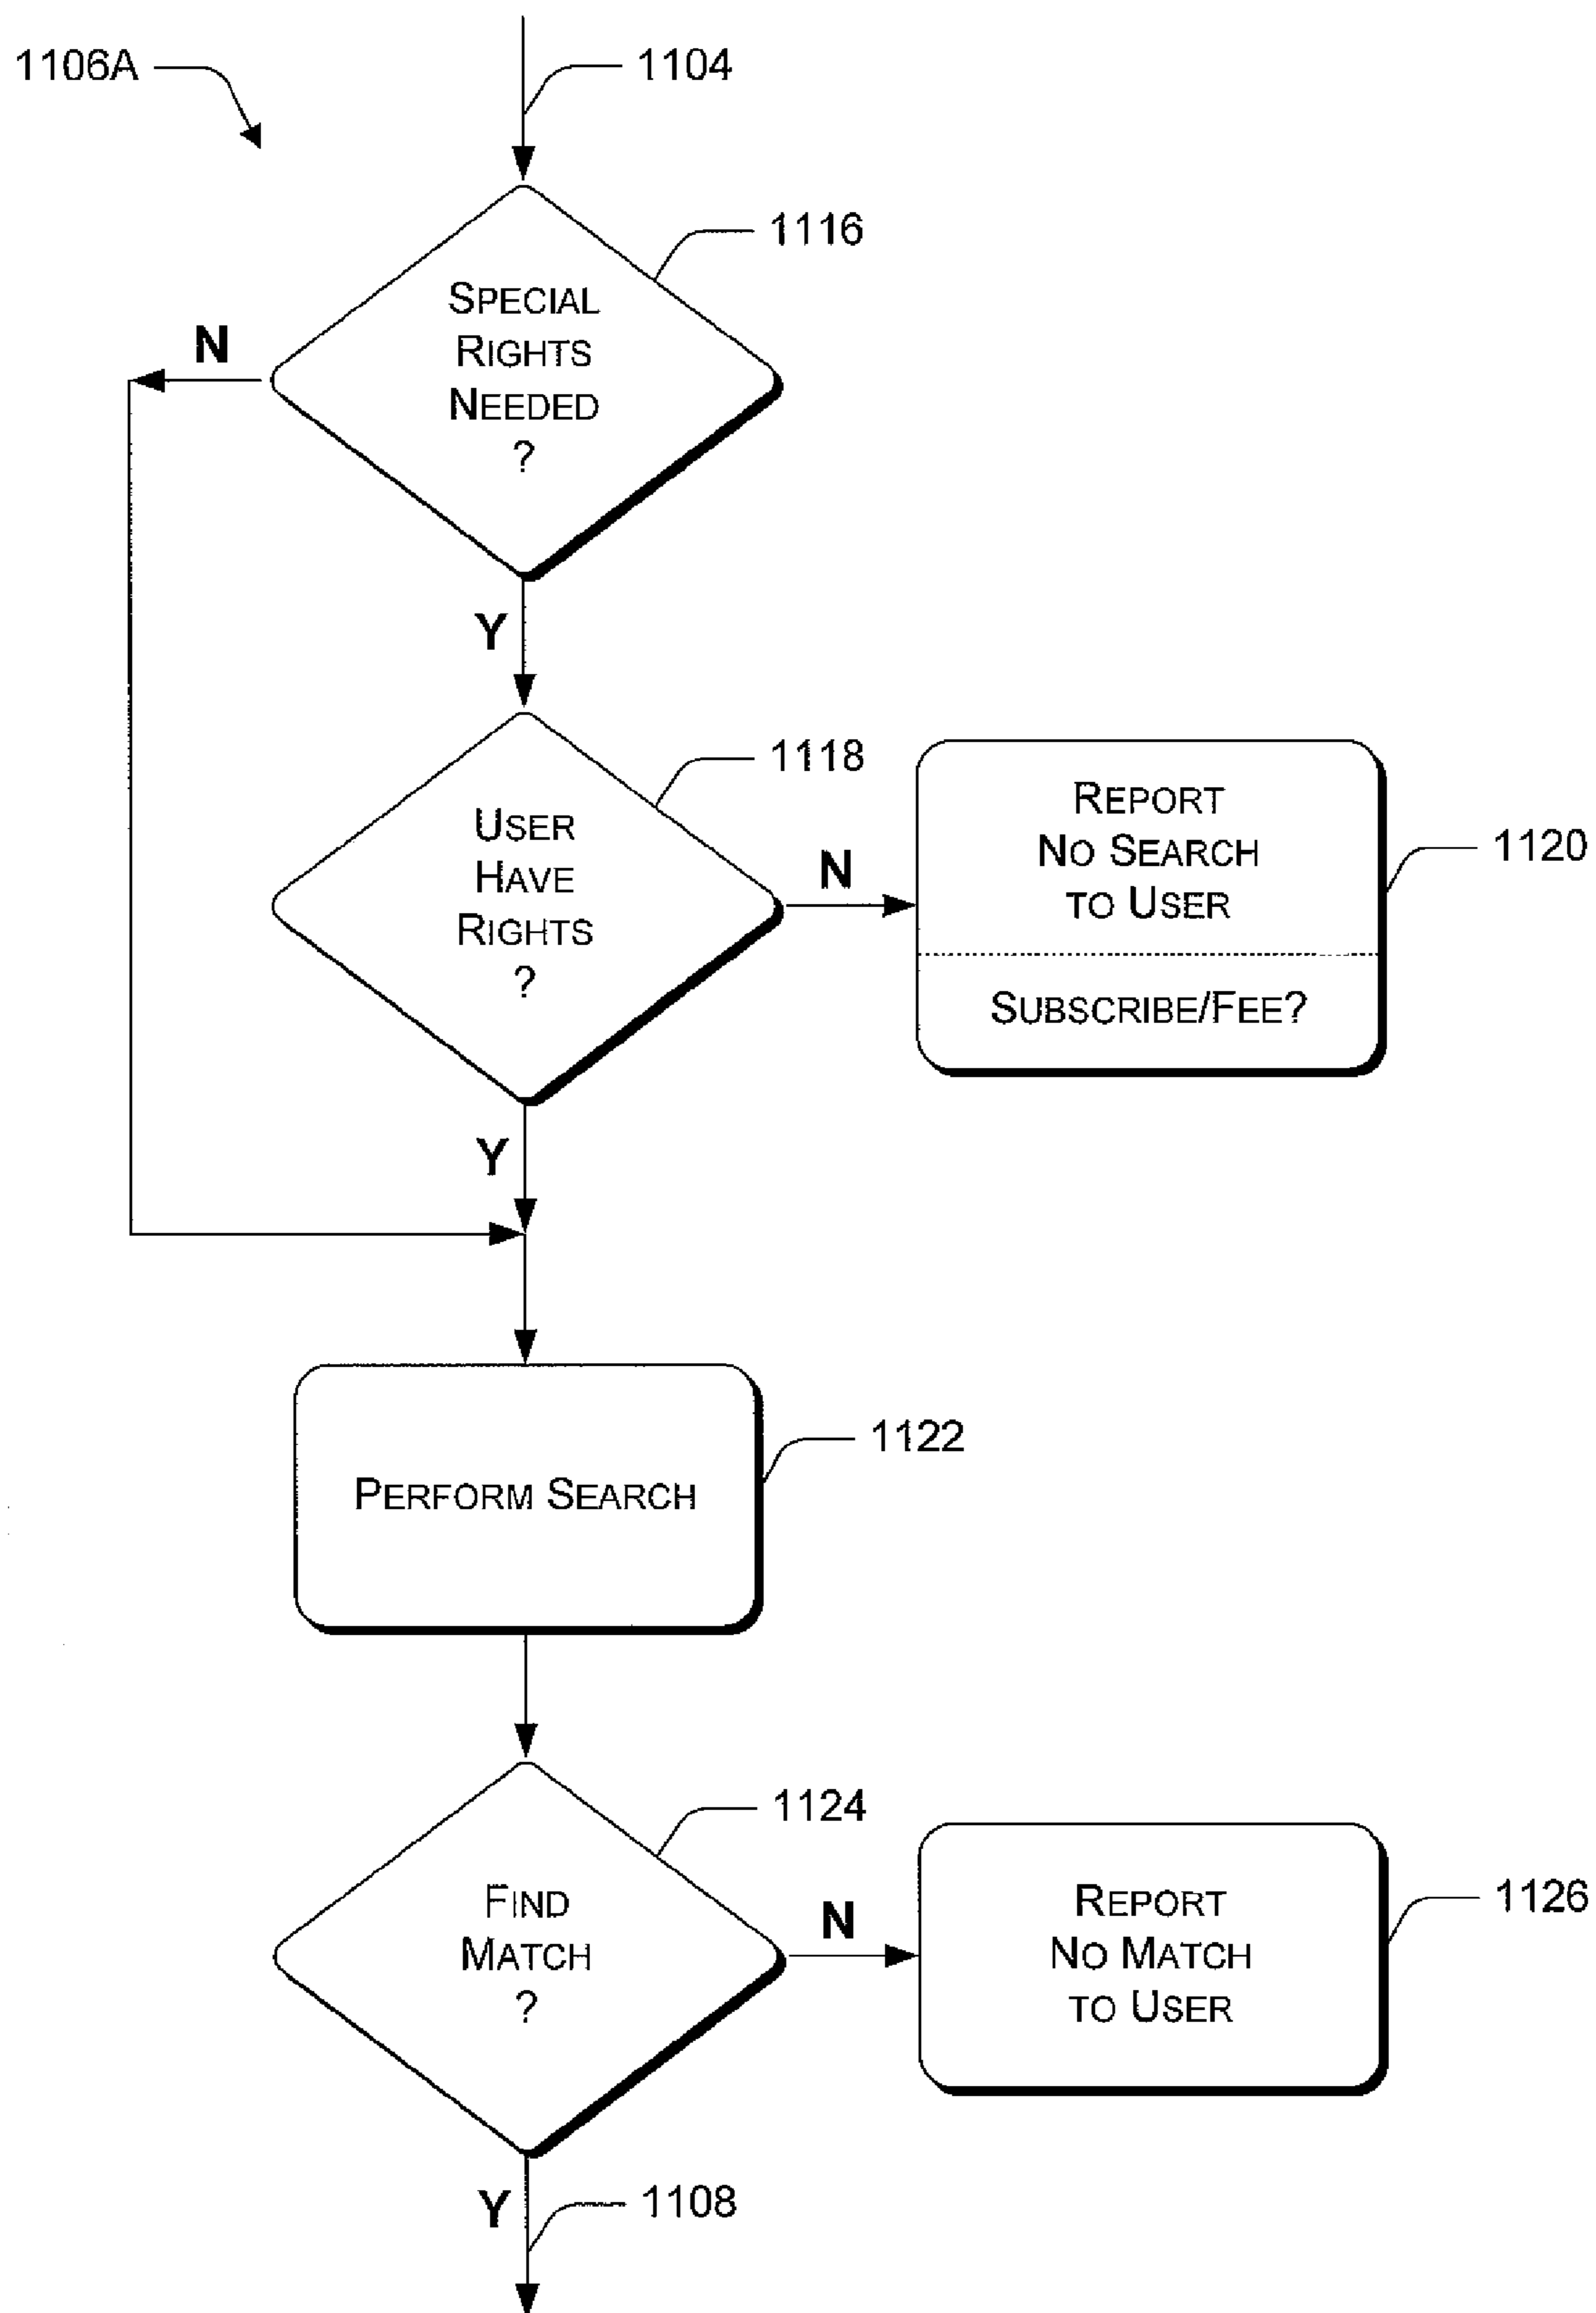 1106A
1104
1116
SPECIAL
RIGHTS
NEEDED
?
N
Y
1118
USER
HAVE
RIGHTS
?
N
REPORT
NO SEARCH
TO USER
SUBSCRIBE/FEE?
1120
Y
PERFORM SEARCH
1122
1124
FIND
MATCH
?
N
REPORT
NO MATCH
TO USER
1126
Y
1108